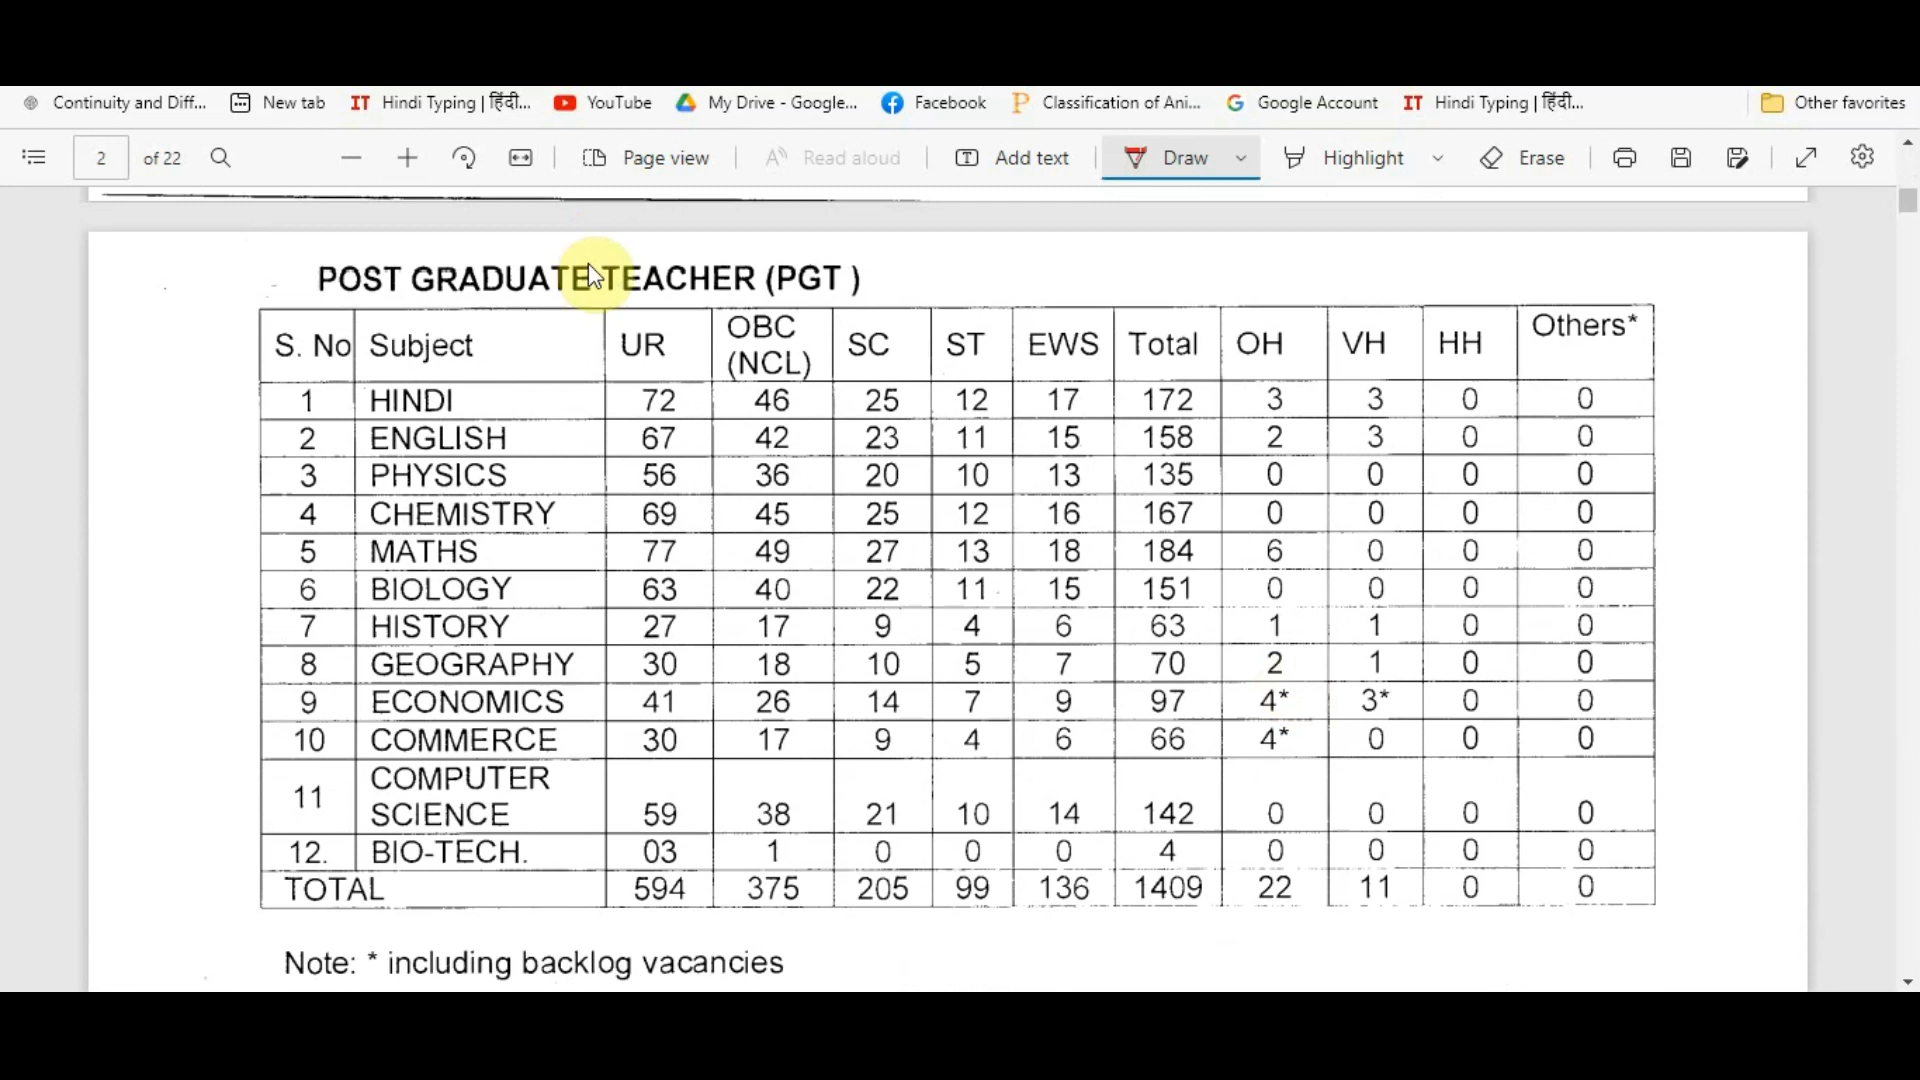 Continuity and Diff... New tab IT Hindi Typing | हिंदी... YouTube My Drive - Google... Facebook Classification of Ani... Google Account IT Hindi Typing | हिंदी... Other favorites
2 of 22 Page view Read aloud Add text Draw Highlight Erase
POST GRADUATE TEACHER (PGT )
S. No Subject UR OBC (NCL) SC ST EWS Total OH VH HH Others*
1 HINDI 72 46 25 12 17 172 3 3 0 0
2 ENGLISH 67 42 23 11 15 158 2 3 0 0
3 PHYSICS 56 36 20 10 13 135 0 0 0 0
4 CHEMISTRY 69 45 25 12 16 167 0 0 0 0
5 MATHS 77 49 27 13 18 184 6 0 0 0
6 BIOLOGY 63 40 22 11 15 151 0 0 0 0
7 HISTORY 27 17 9 4 6 63 1 1 0 0
8 GEOGRAPHY 30 18 10 5 7 70 2 1 0 0
9 ECONOMICS 41 26 14 7 9 97 4* 3* 0 0
10 COMMERCE 30 17 9 4 6 66 4* 0 0 0
11 COMPUTER SCIENCE 59 38 21 10 14 142 0 0 0 0
12. BIO-TECH. 03 1 0 0 0 4 0 0 0 0
TOTAL 594 375 205 99 136 1409 22 11 0 0
Note: * including backlog vacancies